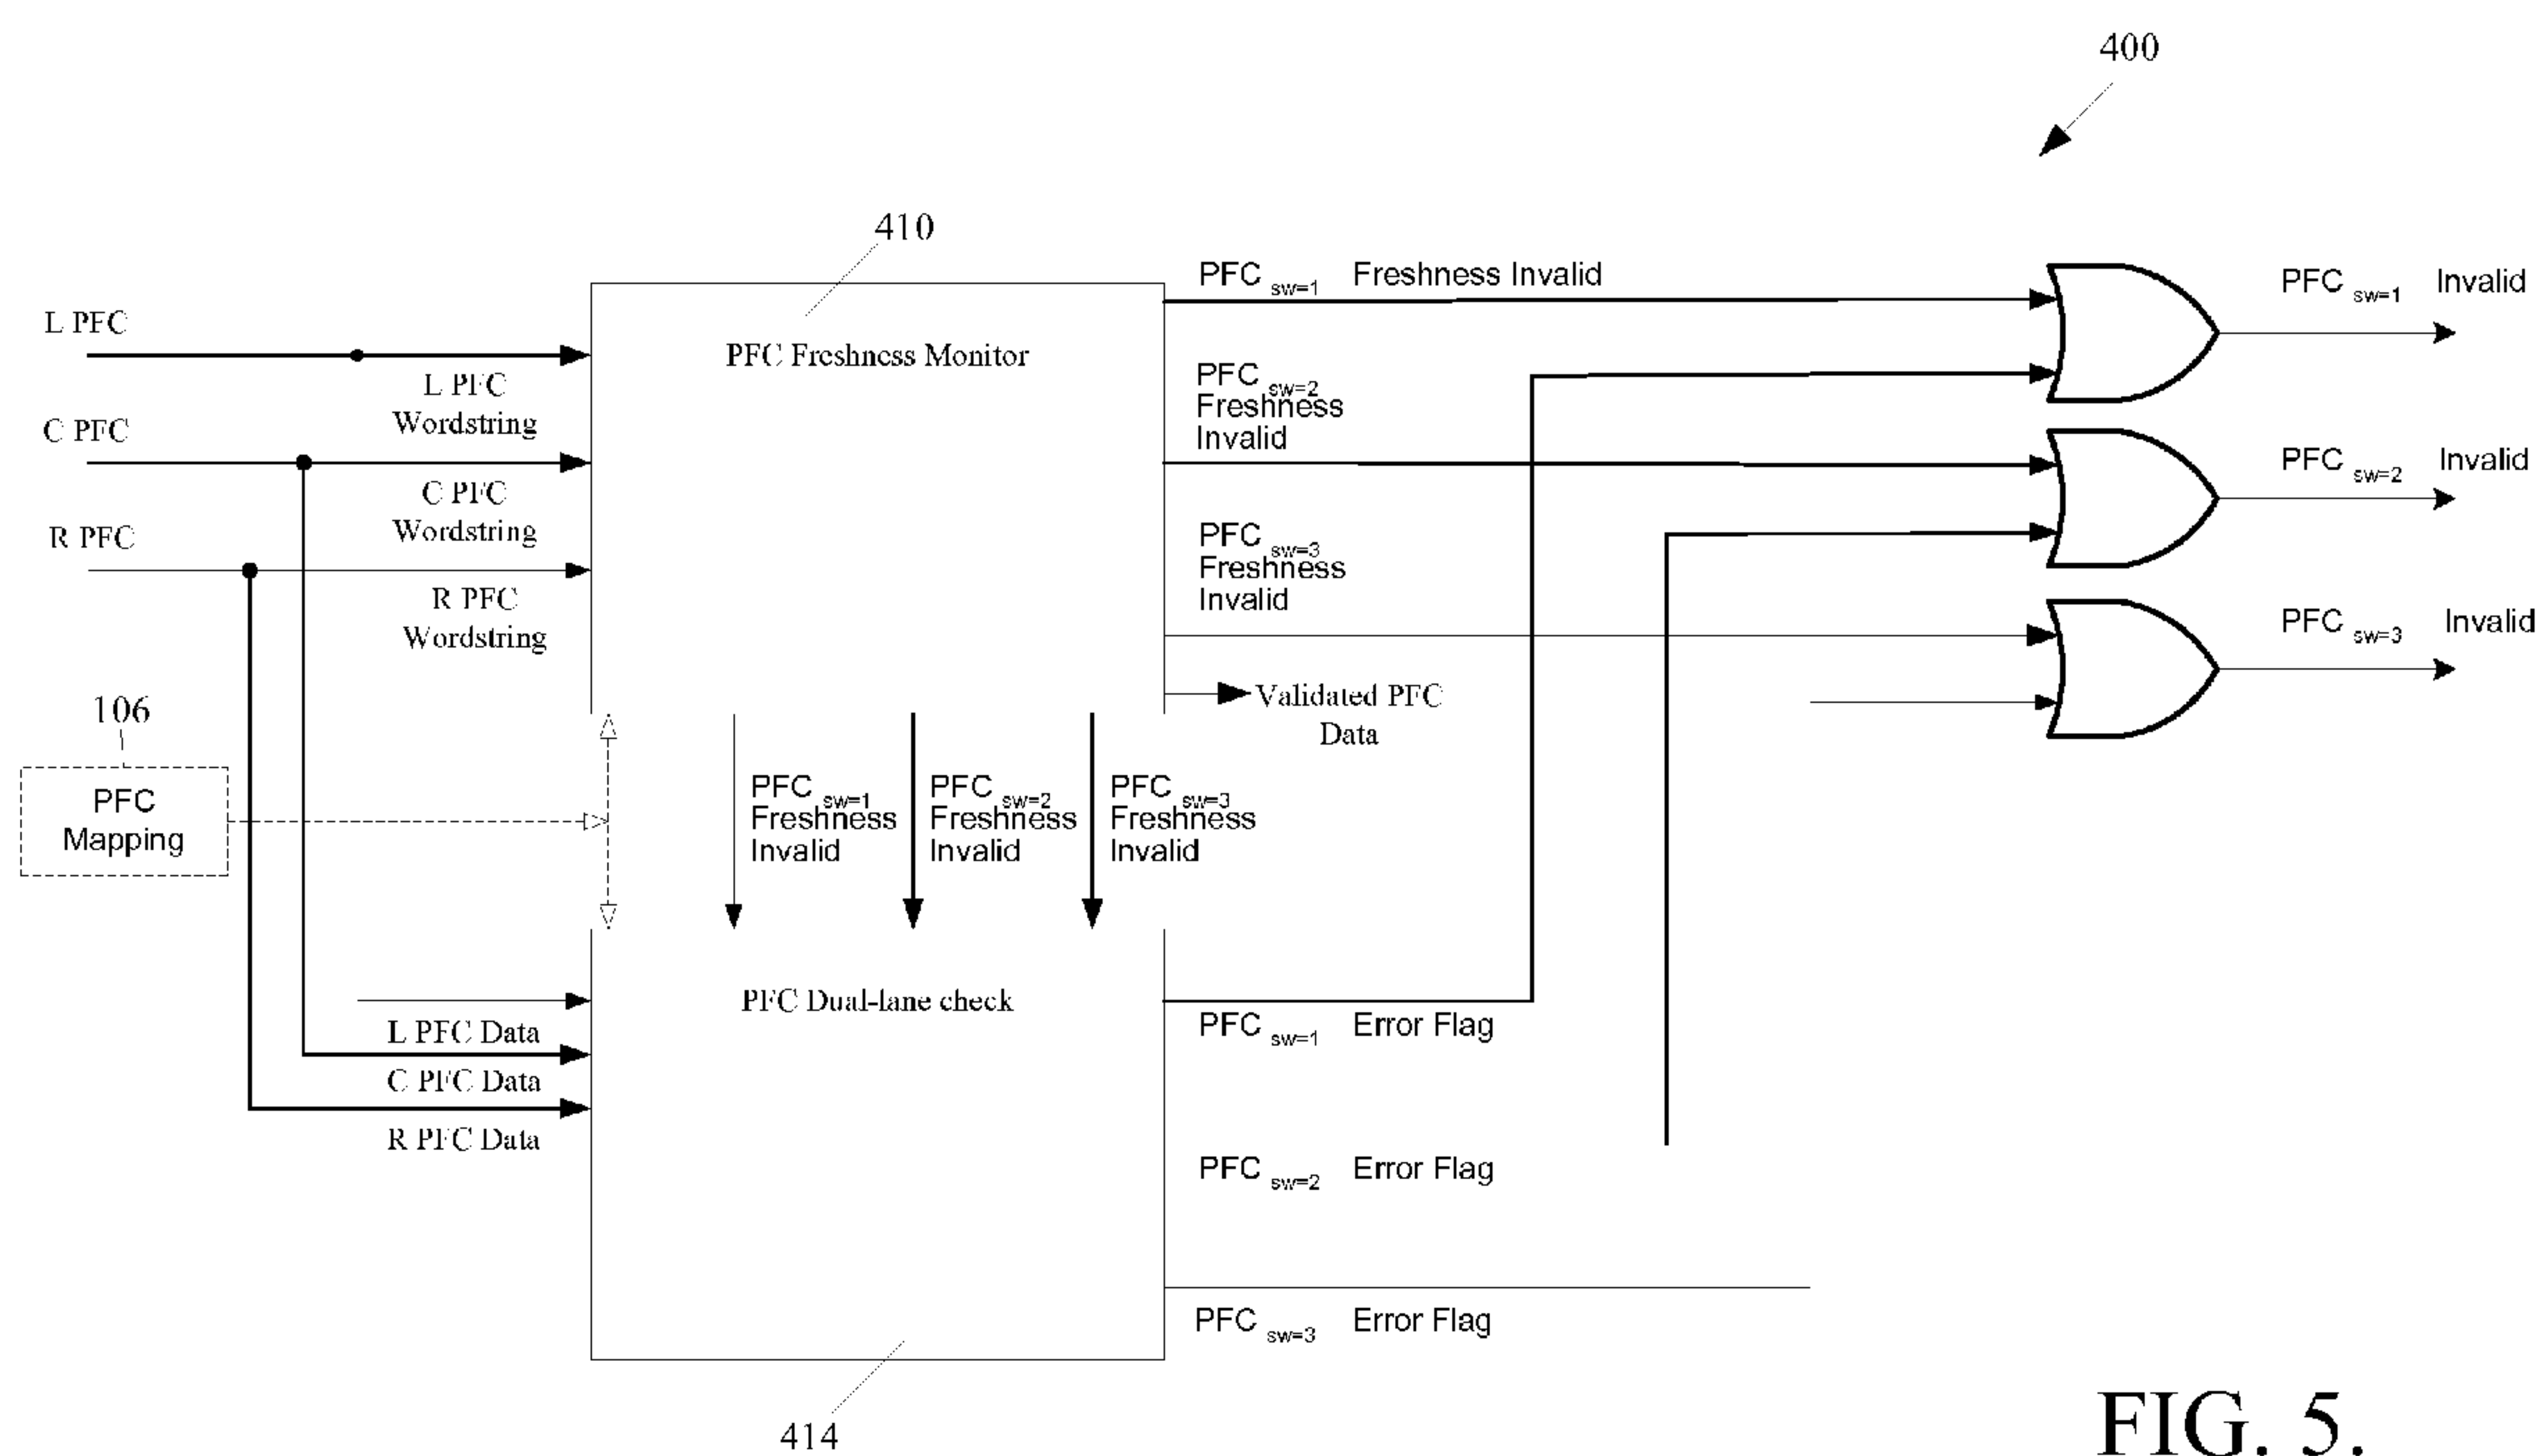 400
410
PFC sw=1 Freshness Invalid
PFC sw=1 Invalid
L PFC
PFC Freshness Monitor
L PFC
Wordstring
PFC sw=2
Freshness
Invalid
C PFC
PFC sw=2 Invalid
C PFC
Wordstring
R PFC
PFC sw=3
Freshness
Invalid
R PFC
Wordstring
PFC sw=3 Invalid
Validated PFC
Data
106
PFC
Mapping
PFC sw=1
Freshness
Invalid
PFC sw=2
Freshness
Invalid
PFC sw=3
Freshness
Invalid
PFC Dual-lane check
L PFC Data
C PFC Data
R PFC Data
PFC sw=1 Error Flag
PFC sw=2 Error Flag
PFC sw=3 Error Flag
414
FIG. 5.